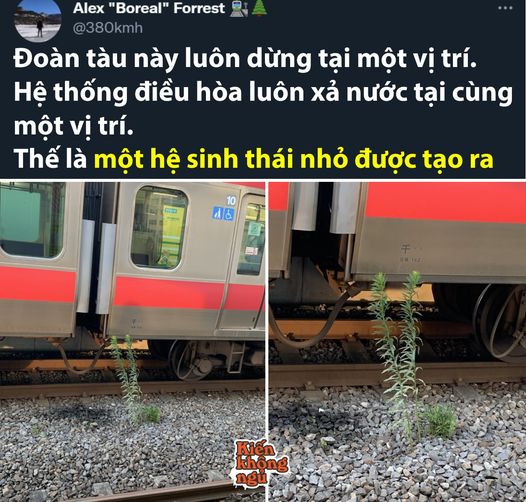 Alex "Boreal" Forrest 🚉🌲
@380kmh
Đoàn tàu này luôn dừng tại một vị trí.
Hệ thống điều hòa luôn xả nước tại cùng
một vị trí.
Thế là một hệ sinh thái nhỏ được tạo ra
10
Kiến
không
ngủ